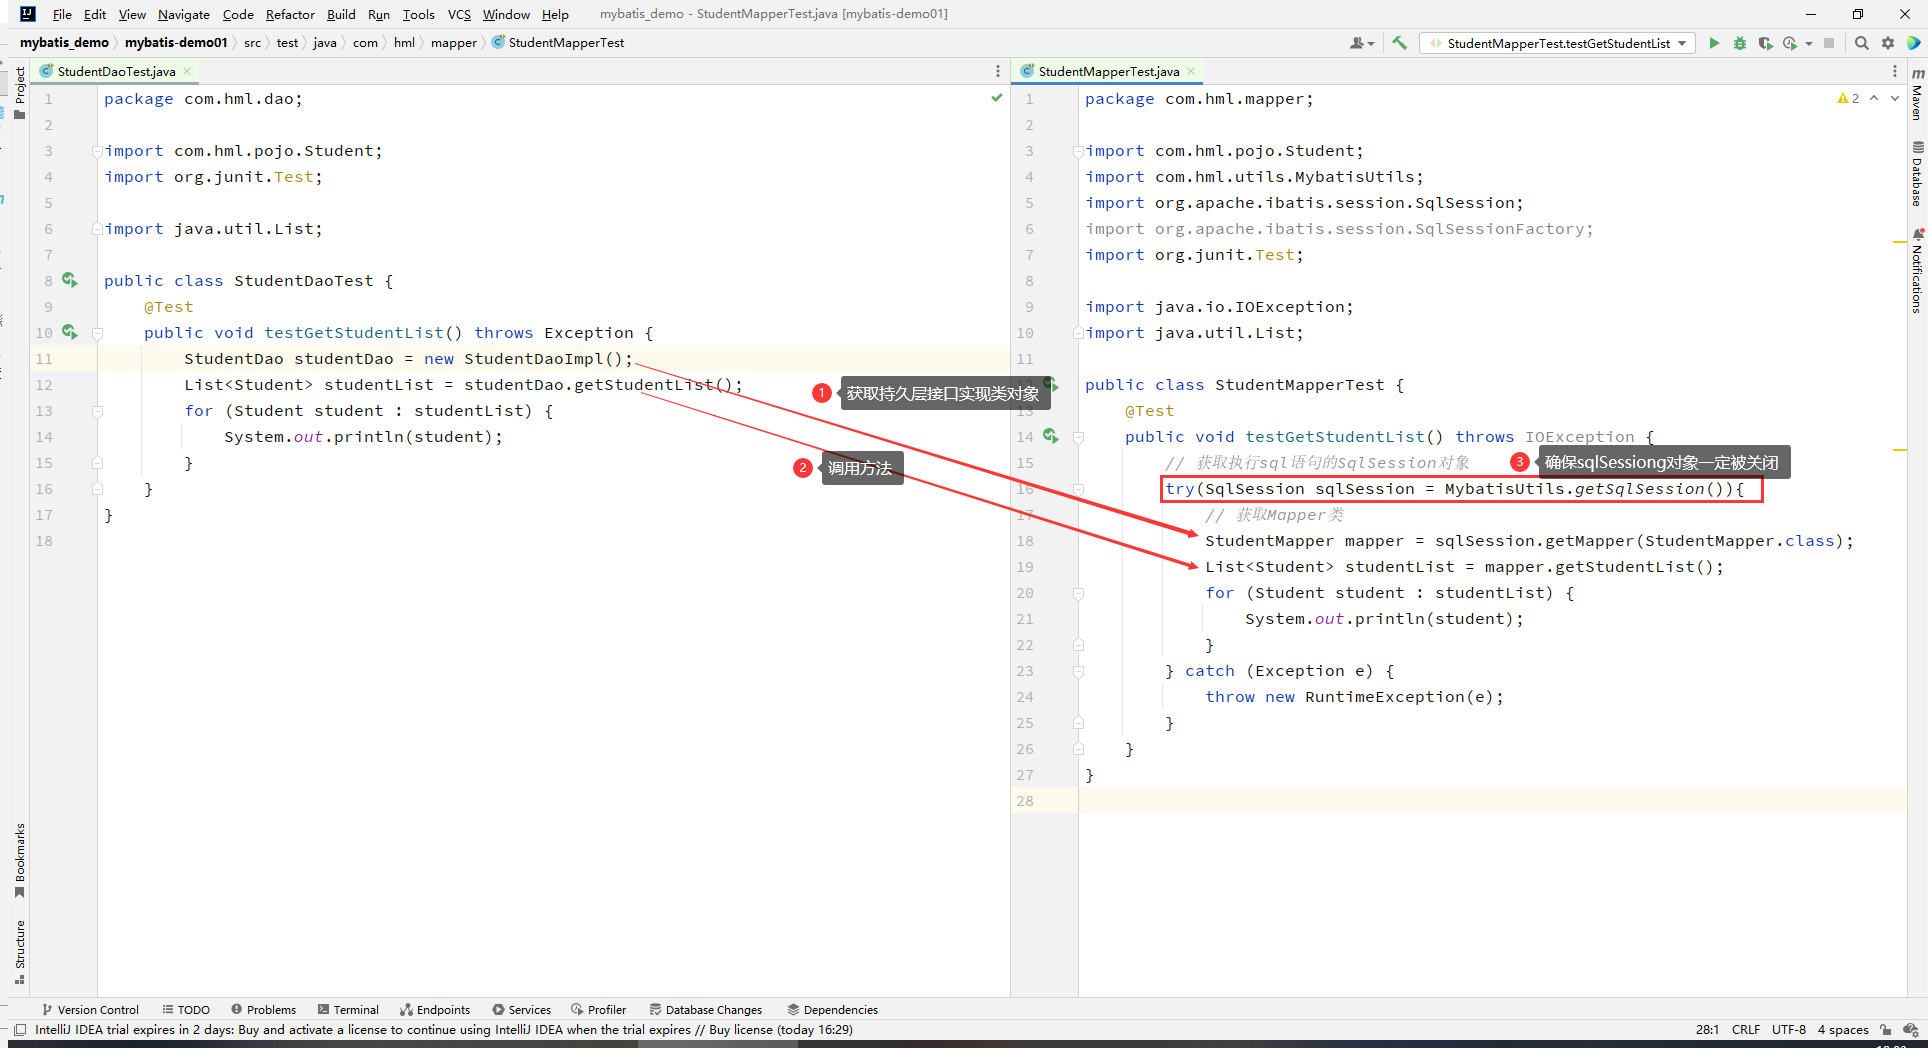 File Edit View Navigate Code Refactor Build Run Tools VCS Window Help mybatis_demo - StudentMapperTest.java [mybatis-demo01]
mybatis_demo mybatis-demo01 src test java com hml mapper StudentMapperTest StudentMapperTest.testGetStudentList
Project
Bookmarks
Structure
StudentDaoTest.java
1 package com.hml.dao;
2
3 import com.hml.pojo.Student;
4 import org.junit.Test;
5
6 import java.util.List;
7
8 public class StudentDaoTest {
9 @Test
10 public void testGetStudentList() throws Exception {
11 StudentDao studentDao = new StudentDaoImpl();
12 List<Student> studentList = studentDao.getStudentList();
13 for (Student student : studentList) {
14 System.out.println(student);
15 }
16 }
17 }
18
1 获取持久层接口实现类对象
2 调用方法
StudentMapperTest.java
2
1 package com.hml.mapper;
2
3 import com.hml.pojo.Student;
4 import com.hml.utils.MybatisUtils;
5 import org.apache.ibatis.session.SqlSession;
6 import org.apache.ibatis.session.SqlSessionFactory;
7 import org.junit.Test;
8
9 import java.io.IOException;
10 import java.util.List;
11
public class StudentMapperTest {
13 @Test
14 public void testGetStudentList() throws IOException {
15 // 获取执行sql语句的SqlSession对象
3 确保sqlSessiong对象一定被关闭
16 try(SqlSession sqlSession = MybatisUtils.getSqlSession()){
17 // 获取Mapper类
18 StudentMapper mapper = sqlSession.getMapper(StudentMapper.class);
19 List<Student> studentList = mapper.getStudentList();
20 for (Student student : studentList) {
21 System.out.println(student);
22 }
23 } catch (Exception e) {
24 throw new RuntimeException(e);
25 }
26 }
27 }
28
Maven
Database
Notifications
Version Control TODO Problems Terminal Endpoints Services Profiler Database Changes Dependencies
IntelliJ IDEA trial expires in 2 days: Buy and activate a license to continue using IntelliJ IDEA when the trial expires // Buy license (today 16:29) 28:1 CRLF UTF-8 4 spaces